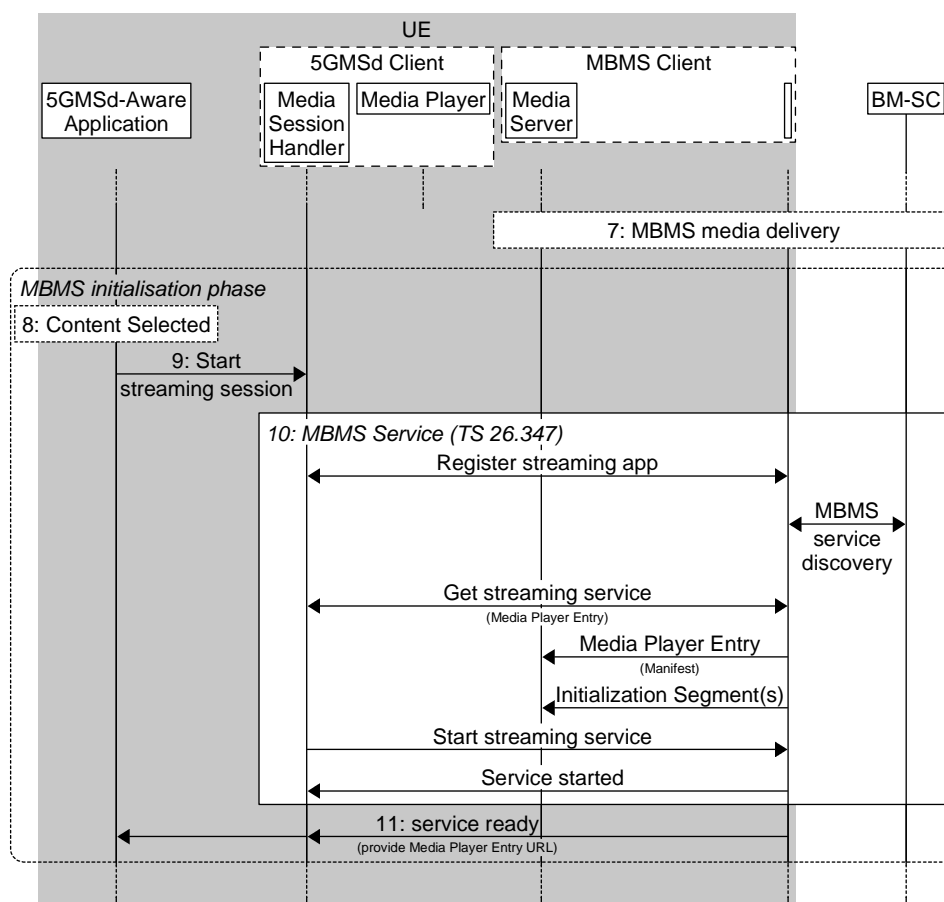 UE
5GMSd Client
MBMS Client
5GMSd-Aware
Application
Media
Session
Handler
Media Player
Media
Server
BM-SC
7: MBMS media delivery
MBMS initialisation phase
8: Content Selected
9: Start
streaming session
10: MBMS Service (TS 26.347)
Register streaming app
MBMS
service
discovery
Get streaming service
(Media Player Entry)
Media Player Entry
(Manifest)
Initialization Segment(s)
Start streaming service
Service started
11: service ready
(provide Media Player Entry URL)